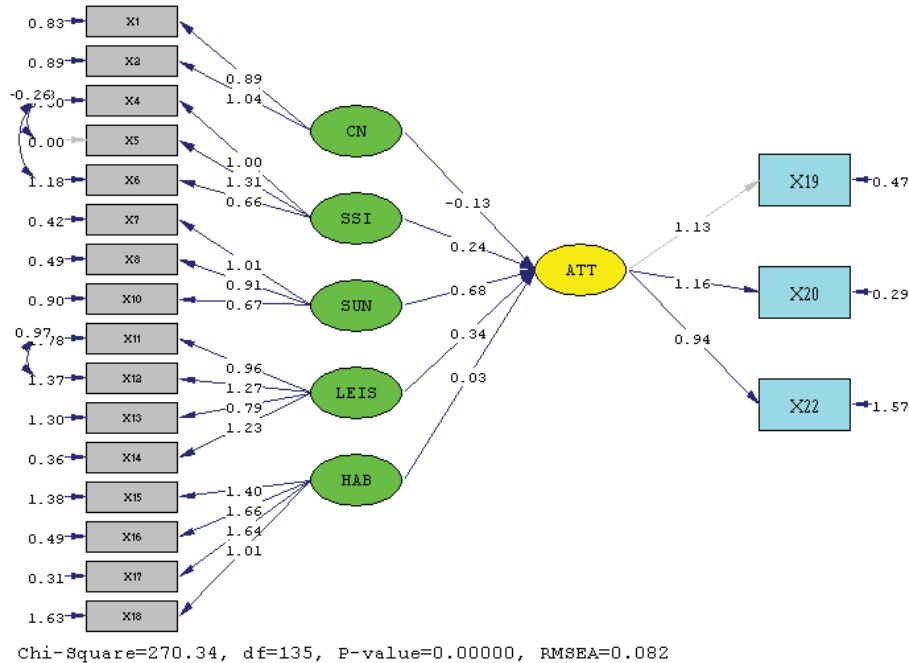 0.83 X1
0.89 X2
-0.26 X4
0.00 X5
1.18 X6
0.42 X7
0.49 X8
0.90 X10
0.97 X11
1.37 X12
1.30 X13
0.36 X14
1.38 X15
0.49 X16
0.31 X17
1.63 X18
0.89
1.04
1.00
1.31
0.66
1.01
0.91
0.67
0.96
1.27
0.79
1.23
1.40
1.66
1.64
1.01
CN
SSI
SUN
LEIS
HAB
-0.13
0.24
0.68
0.34
0.03
ATT
1.13
1.16
0.94
X19 0.47
X20 0.29
X22 1.57
Chi-Square=270.34, df=135, P-value=0.00000, RMSEA=0.082